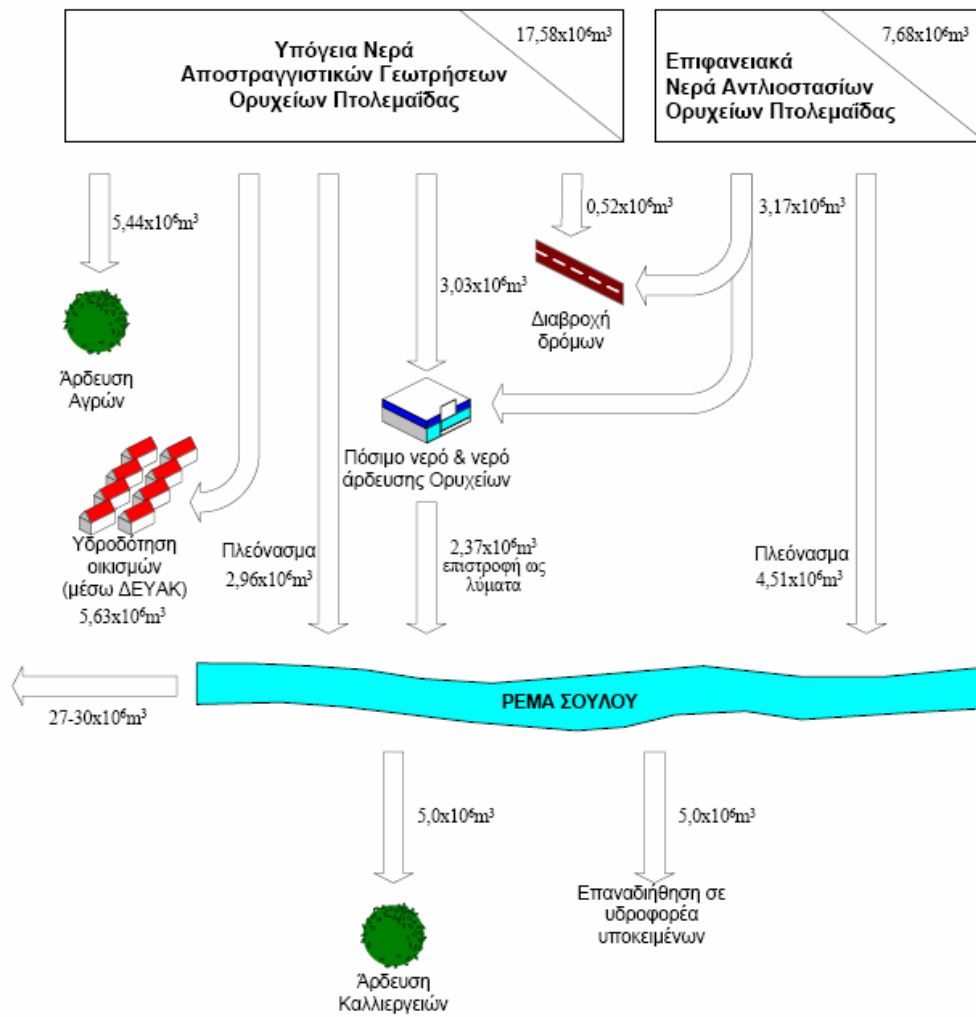 Υπόγεια Νερά
Αποστραγγιστικών Γεωτρήσεων
Ορυχείων Πτολεμαΐδας
17,58x10⁶m³
Επιφανειακά
Νερά Αντλιοστασίων
Ορυχείων Πτολεμαΐδας
7,68x10⁶m³
5,44x10⁶m³
0,52x10⁶m³
3,17x10⁶m³
3,03x10⁶m³
Διαβροχή
δρόμων
Άρδευση
Αγρών
Πόσιμο νερό & νερό
άρδευσης Ορυχείων
Υδροδότηση
οικισμών
(μέσω ΔΕΥΑΚ)
5,63x10⁶m³
Πλεόνασμα
2,96x10⁶m³
2,37x10⁶m³
επιστροφή ως
λύματα
Πλεόνασμα
4,51x10⁶m³
ΡΕΜΑ ΣΟΥΛΟΥ
27-30x10⁶m³
5,0x10⁶m³
5,0x10⁶m³
Επαναδιήθηση σε
υδροφορέα
υποκειμένων
Άρδευση
Καλλιεργειών